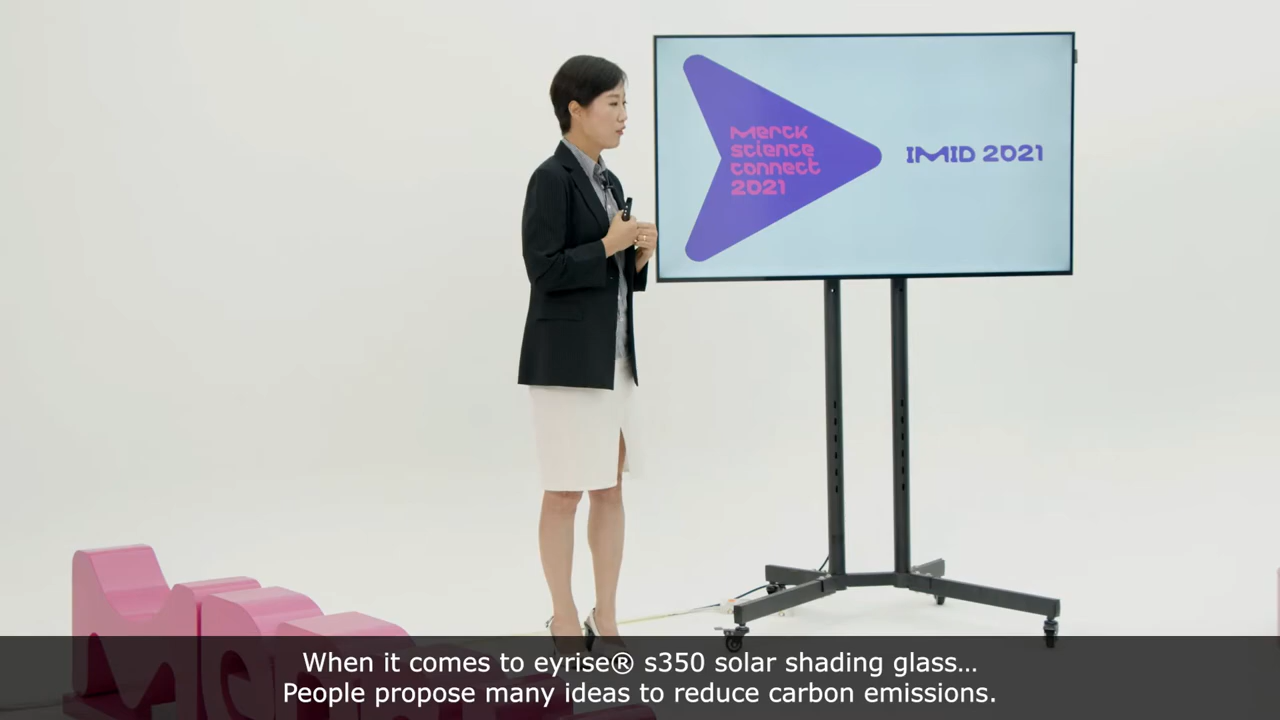 Merck
science
connect
2021
IMID 2021
Merck
When it comes to eyrise® s350 solar shading glass...
People propose many ideas to reduce carbon emissions.